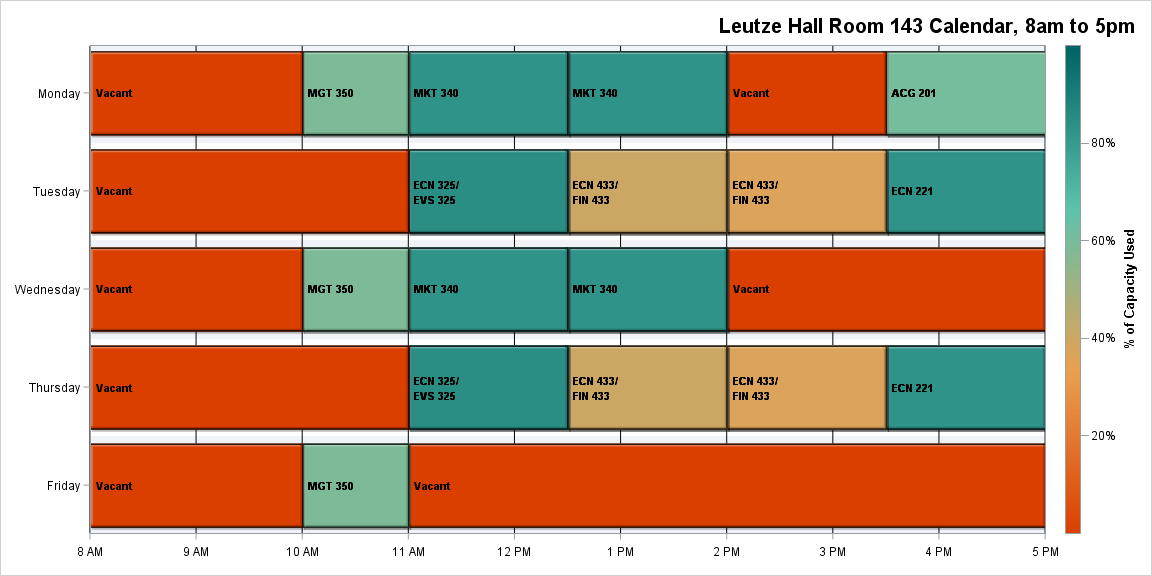 Leutze Hall Room 143 Calendar, 8am to 5pm
Monday
Vacant
MGT 350
MKT 340
MKT 340
Vacant
ACG 201
Tuesday
Vacant
ECN 325/
EVS 325
ECN 433/
FIN 433
ECN 433/
FIN 433
ECN 221
Wednesday
Vacant
MGT 350
MKT 340
MKT 340
Vacant
Thursday
Vacant
ECN 325/
EVS 325
ECN 433/
FIN 433
ECN 433/
FIN 433
ECN 221
Friday
Vacant
MGT 350
Vacant
8 AM
9 AM
10 AM
11 AM
12 PM
1 PM
2 PM
3 PM
4 PM
5 PM
80%
60%
40%
20%
% of Capacity Used